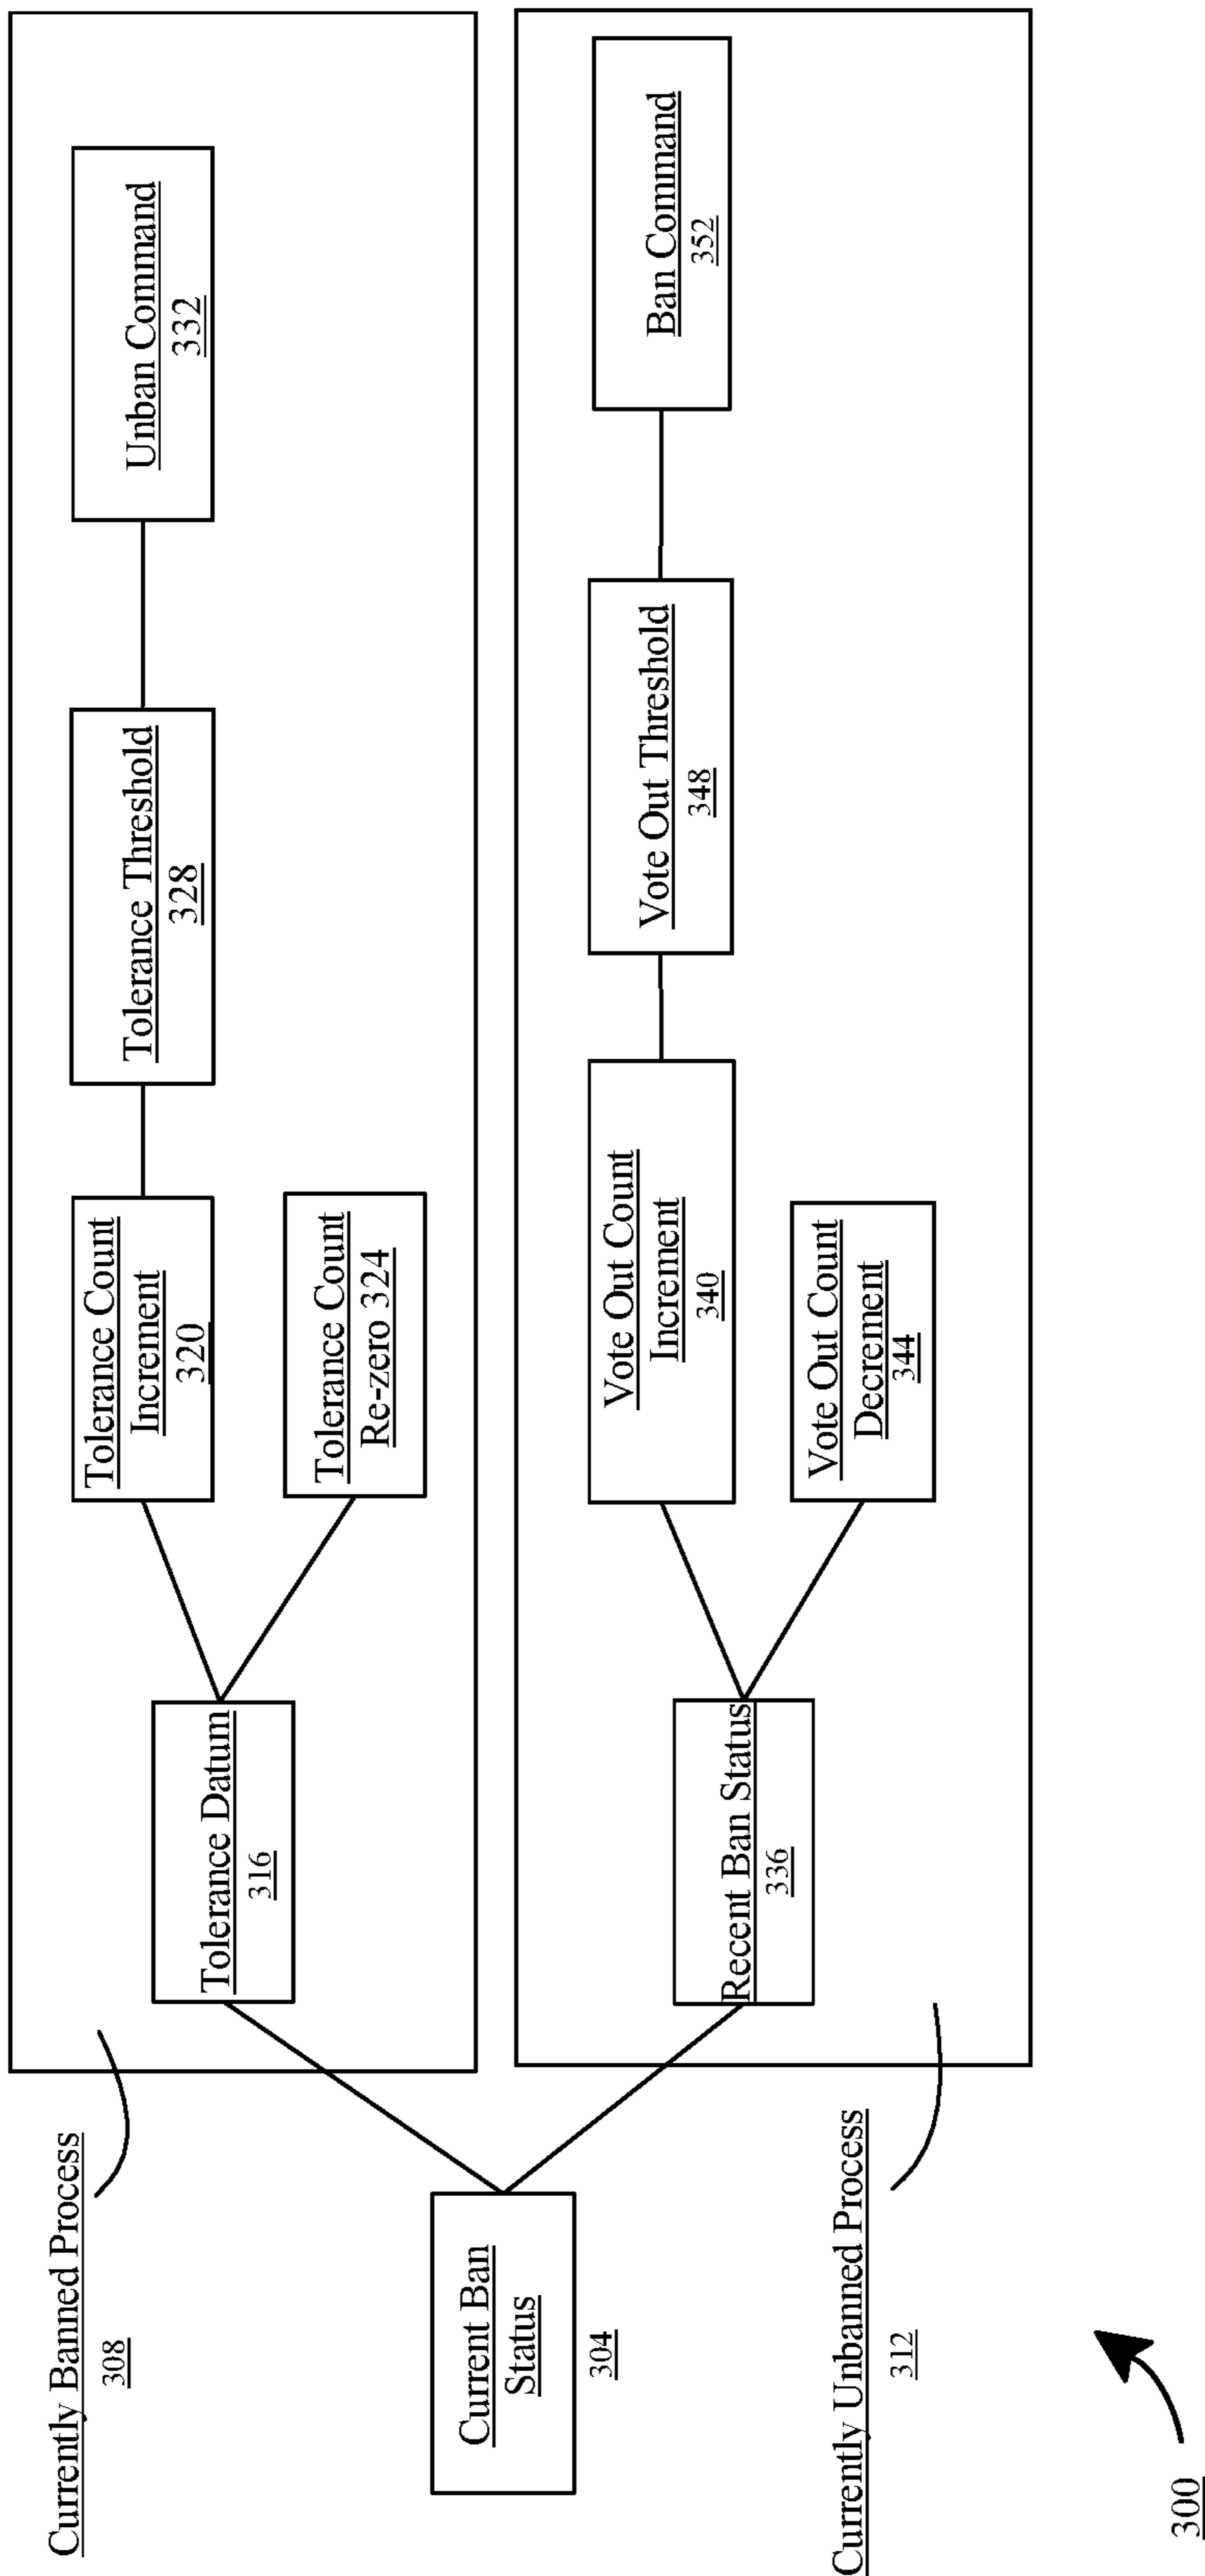 Currently Banned Process
308
Current Ban
Status
304
Currently Unbanned Process
312
300
Tolerance Datum
316
Tolerance Count
Increment
320
Tolerance Count
Re-zero 324
Tolerance Threshold
328
Unban Command
332
Recent Ban Status
336
Vote Out Count
Increment
340
Vote Out Count
Decrement
344
Vote Out Threshold
348
Ban Command
352